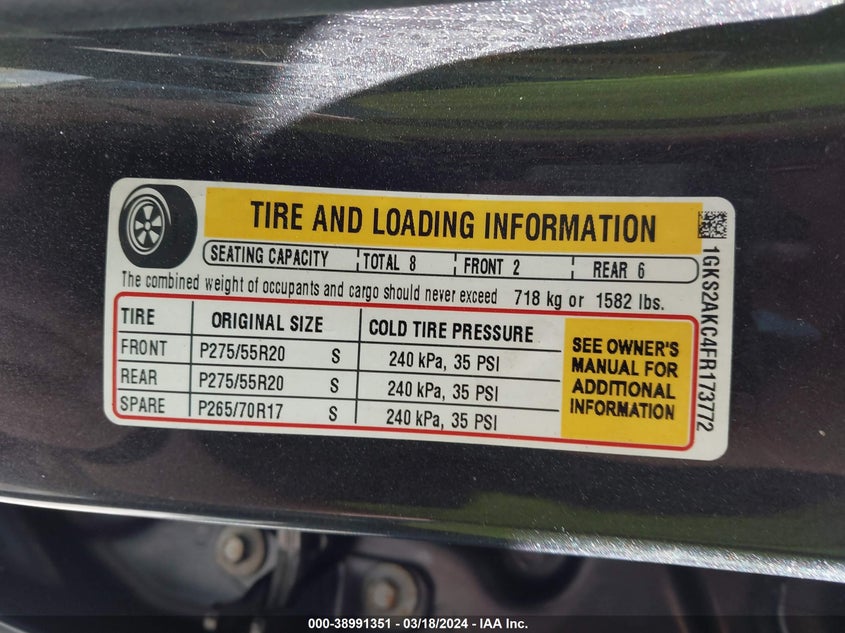 TIRE AND LOADING INFORMATION
SEATING CAPACITY TOTAL 8 FRONT 2 REAR 6
The combined weight of occupants and cargo should never exceed 718 kg or 1582 lbs.
TIRE ORIGINAL SIZE COLD TIRE PRESSURE
FRONT P275/55R20 S 240 kPa, 35 PSI
REAR P275/55R20 S 240 kPa, 35 PSI
SPARE P265/70R17 S 240 kPa, 35 PSI
SEE OWNER'S
MANUAL FOR
ADDITIONAL
INFORMATION
1GKS2AKC4FR173772
000-38991351 - 03/18/2024 - IAA Inc.